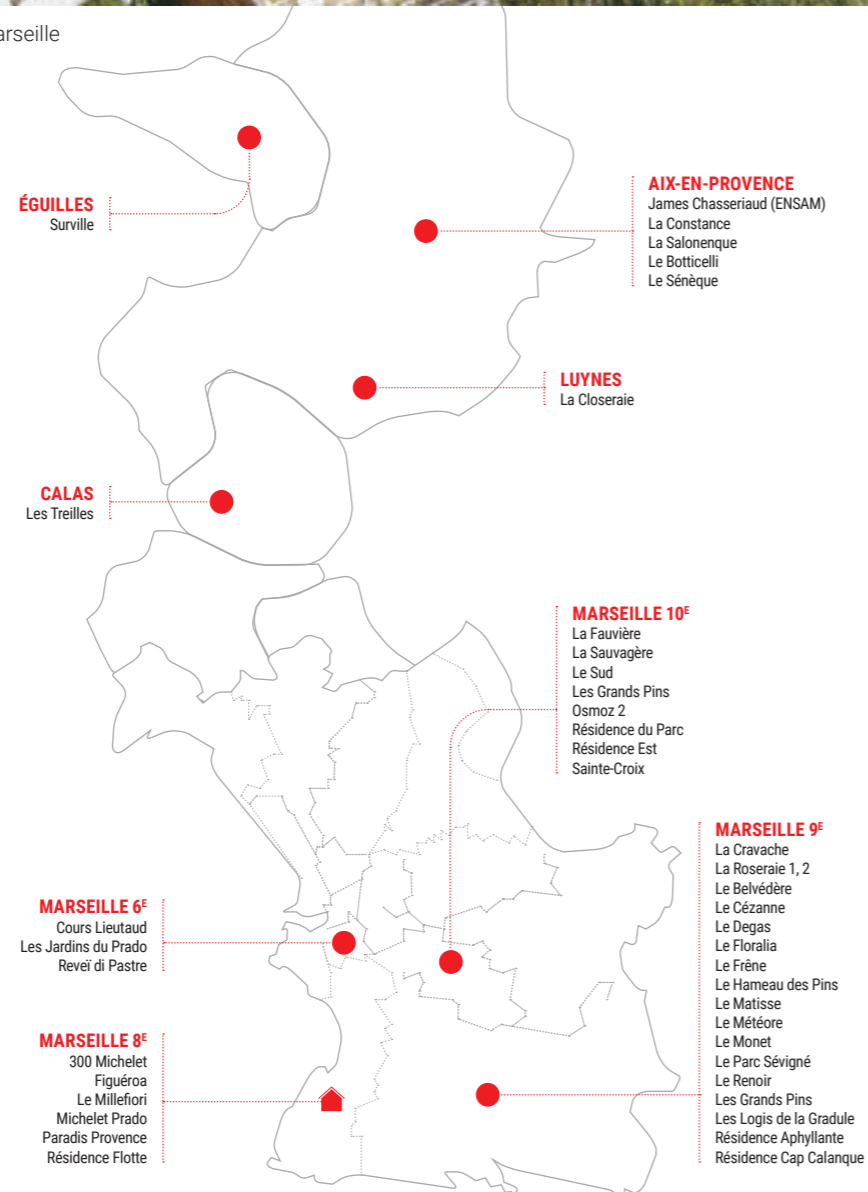 arseille
ÉGUILLES
Surville
AIX-EN-PROVENCE
James Chasseriaud (ENSAM)
La Constance
La Salonenque
Le Botticelli
Le Sénèque
LUYNES
La Closeraie
CALAS
Les Treilles
MARSEILLE 10ᴱ
La Fauvière
La Sauvagère
Le Sud
Les Grands Pins
Osmoz 2
Résidence du Parc
Résidence Est
Sainte-Croix
MARSEILLE 9ᴱ
La Cravache
La Roseraie 1, 2
Le Belvédère
Le Cézanne
Le Degas
Le Floralia
Le Frêne
Le Hameau des Pins
Le Matisse
Le Météore
Le Monet
Le Parc Sévigné
Le Renoir
Les Grands Pins
Les Logis de la Gradule
Résidence Aphyllante
Résidence Cap Calanque
MARSEILLE 6ᴱ
Cours Lieutaud
Les Jardins du Prado
Reveï di Pastre
MARSEILLE 8ᴱ
300 Michelet
Figuéroa
Le Millefiori
Michelet Prado
Paradis Provence
Résidence Flotte